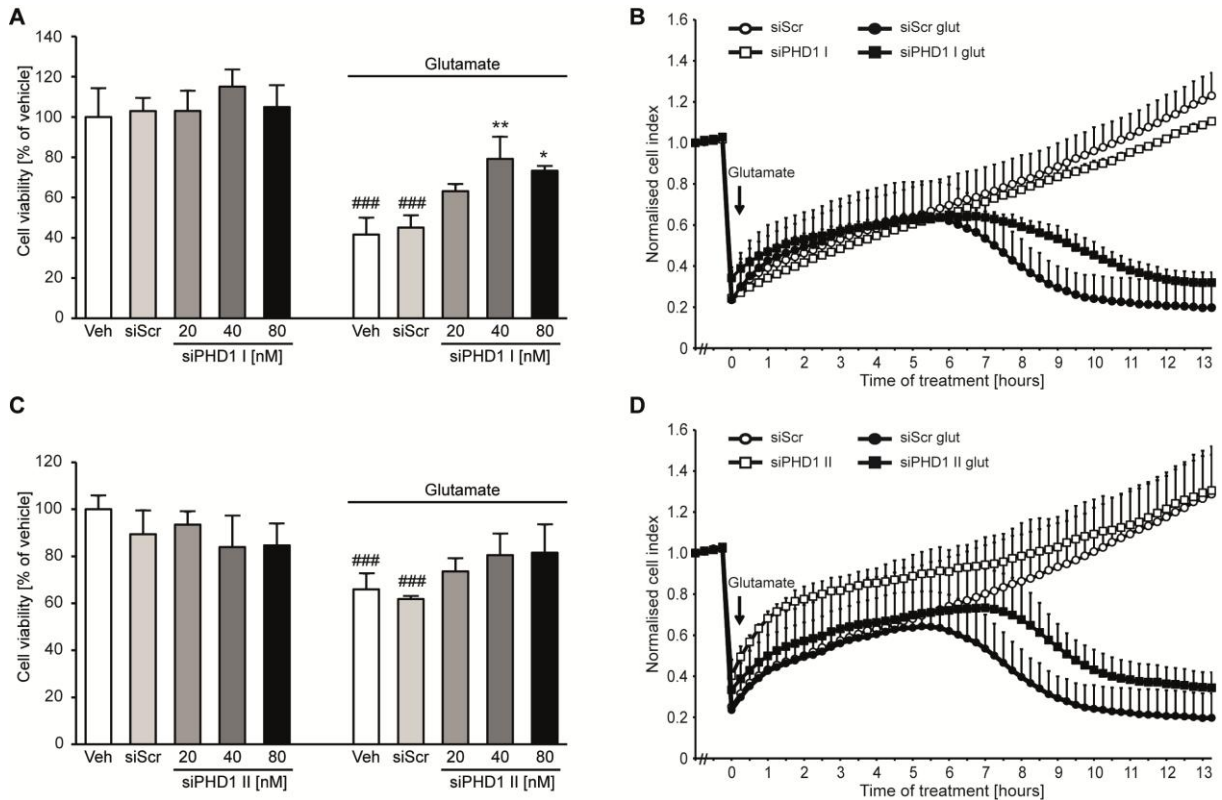 A
Cell viability [% of vehicle]
140
120
100
80
60
40
20
0
Glutamate
### ### ** *
Veh siScr 20 40 80 Veh siScr 20 40 80
siPHD1 I [nM] siPHD1 I [nM]
B
Normalised cell index
1.6
1.4
1.2
1.0
0.8
0.6
0.4
0.2
0
siScr siScr glut
siPHD1 I siPHD1 I glut
Glutamate
0 1 2 3 4 5 6 7 8 9 10 11 12 13
Time of treatment [hours]
C
Cell viability [% of vehicle]
120
100
80
60
40
20
0
Glutamate
### ###
Veh siScr 20 40 80 Veh siScr 20 40 80
siPHD1 II [nM] siPHD1 II [nM]
D
Normalised cell index
1.6
1.4
1.2
1.0
0.8
0.6
0.4
0.2
0
siScr siScr glut
siPHD1 II siPHD1 II glut
Glutamate
0 1 2 3 4 5 6 7 8 9 10 11 12 13
Time of treatment [hours]